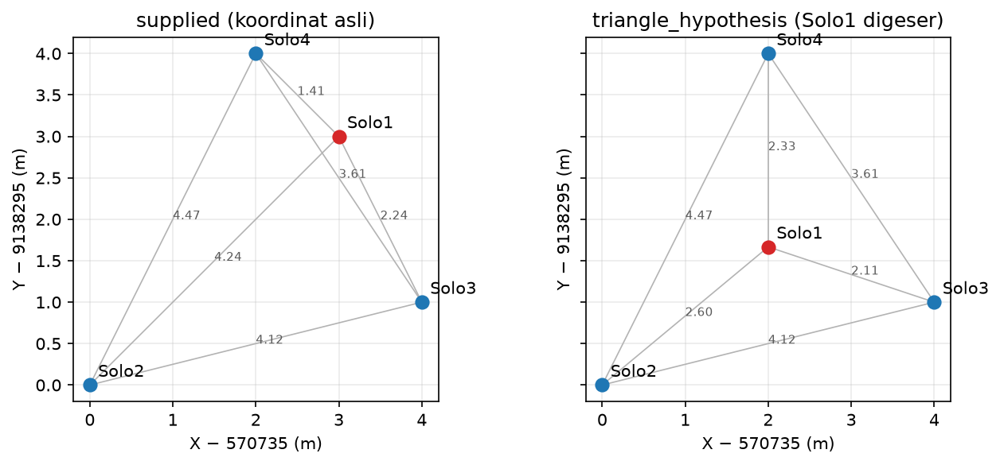 supplied (koordinat asli)
Y − 9138295 (m)
4.0
3.5
3.0
2.5
2.0
1.5
1.0
0.5
0.0
Solo4
1.41
Solo1
3.61
2.24
4.47
4.24
Solo3
4.12
Solo2
0
1
2
3
4
X − 570735 (m)
triangle_hypothesis (Solo1 digeser)
Y − 9138295 (m)
Solo4
2.33
3.61
4.47
Solo1
2.11
Solo3
2.60
4.12
Solo2
0
1
2
3
4
X − 570735 (m)